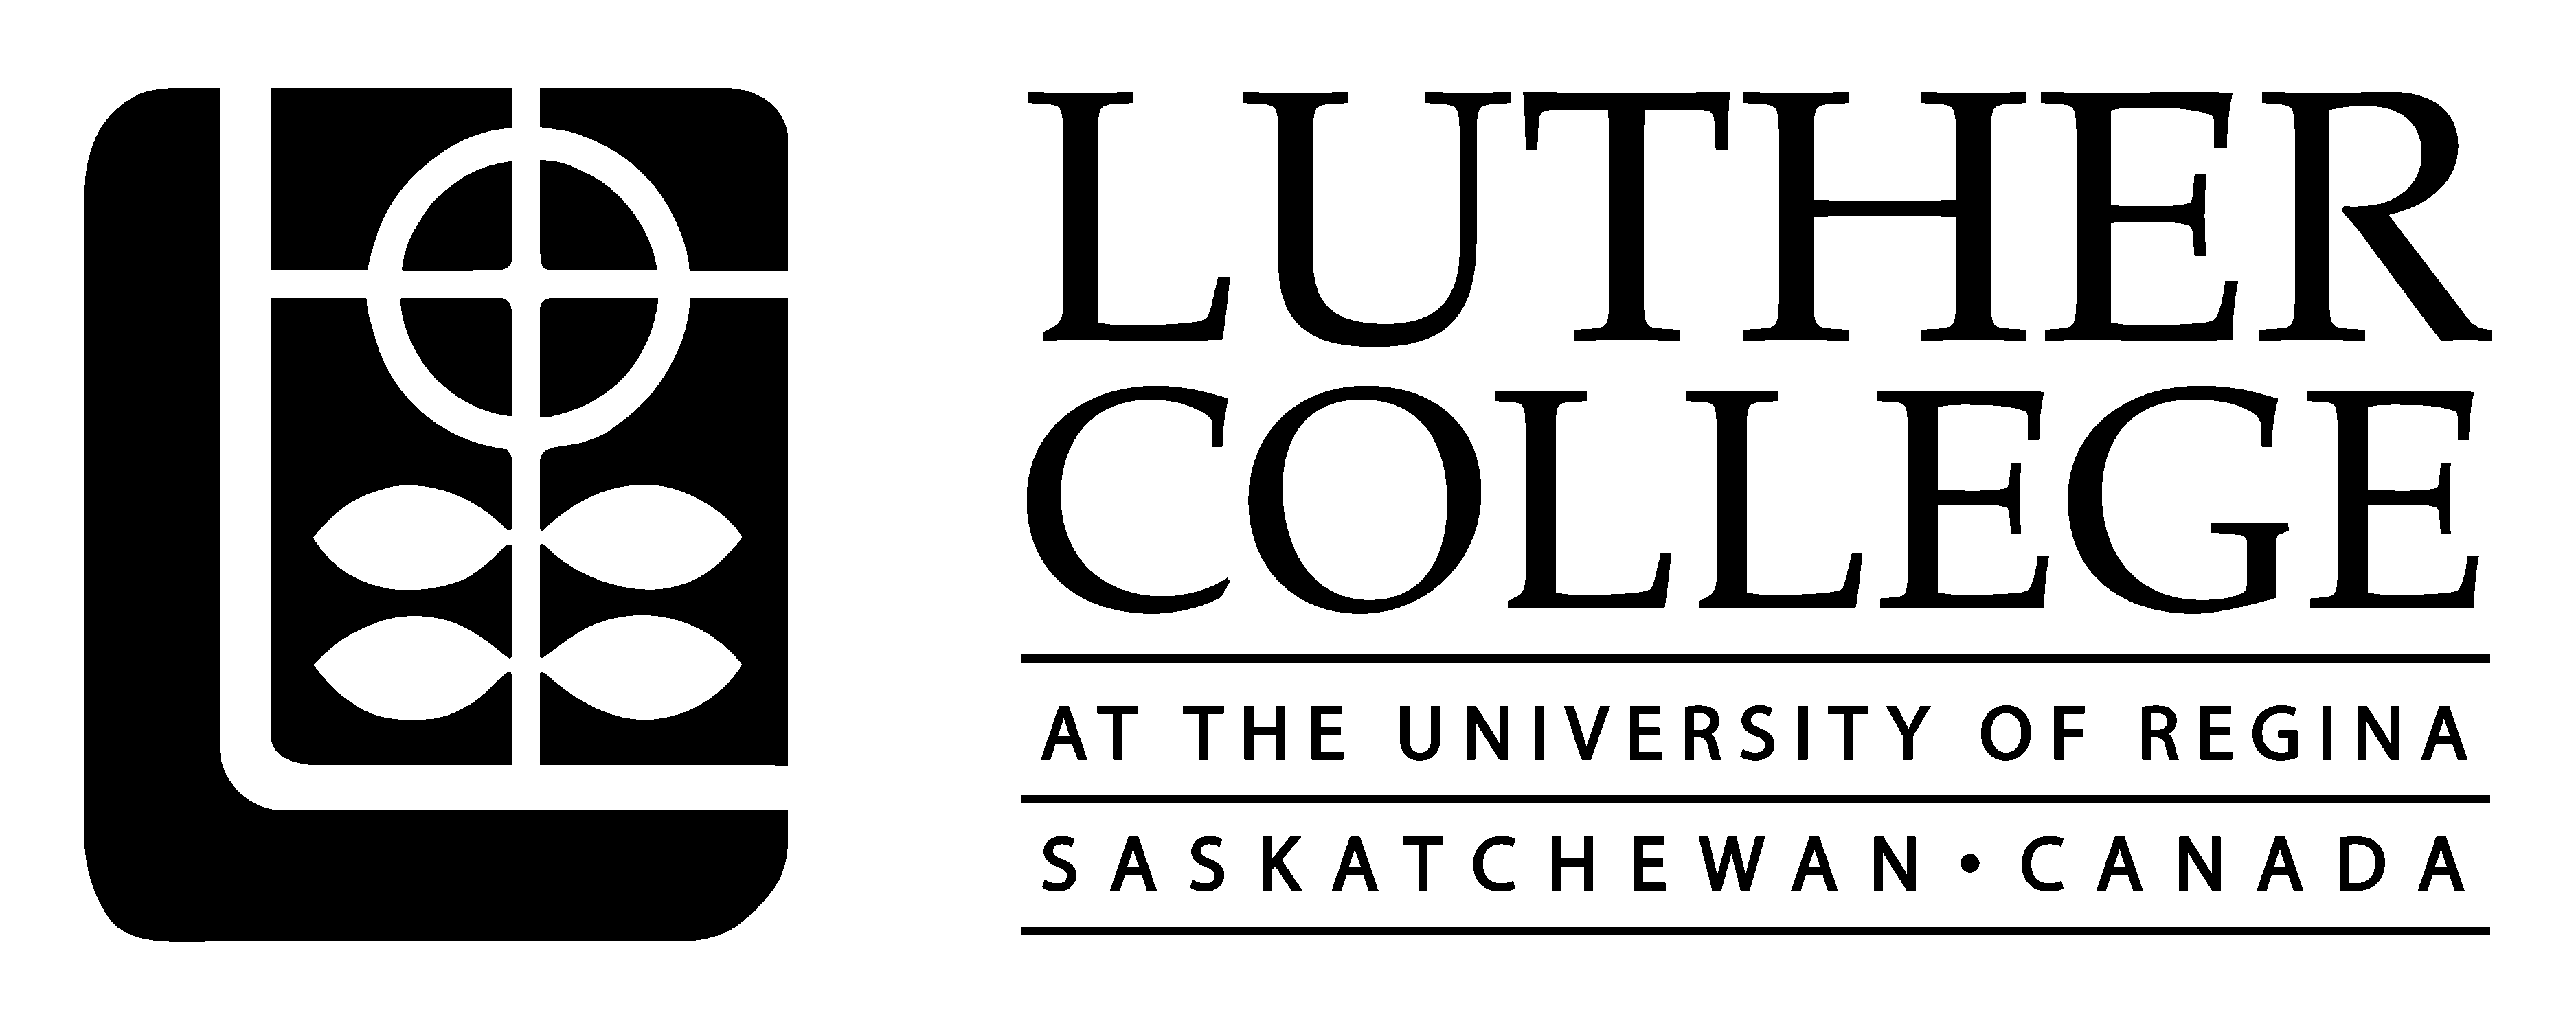 LUTHER
COLLEGE
AT THE UNIVERSITY OF REGINA
SASKATCHEWAN • CANADA